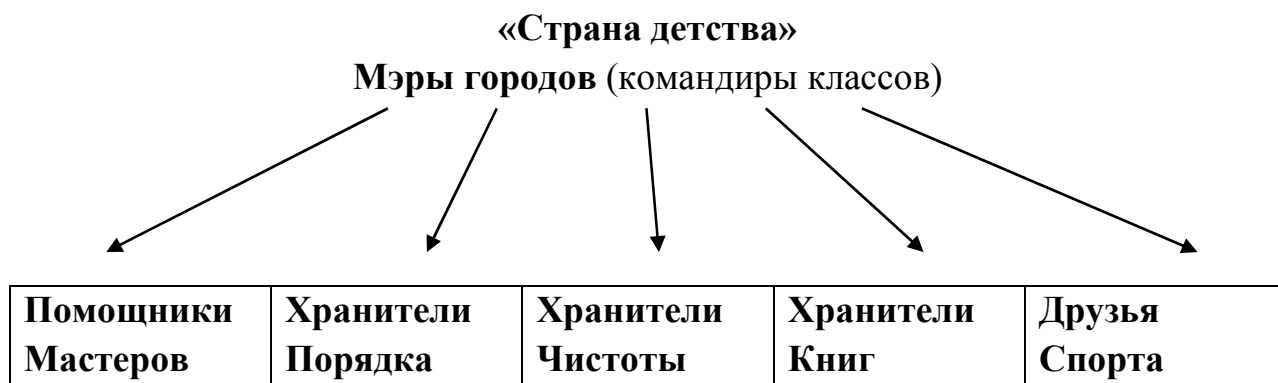 «Страна детства»
Мэры городов (командиры классов)
Помощники Мастеров
Хранители Порядка
Хранители Чистоты
Хранители Книг
Друзья Спорта